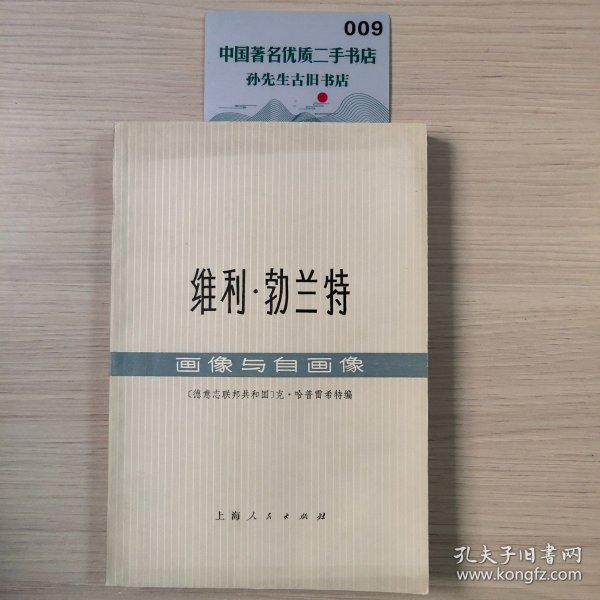 009
中国著名优质二手书店
孙先生古旧书店
维利·勃兰特
画像与自画像
〔德意志联邦共和国〕克·哈普雷希特编
上海人民出版社
孔夫子旧书网
www.kongfz.com